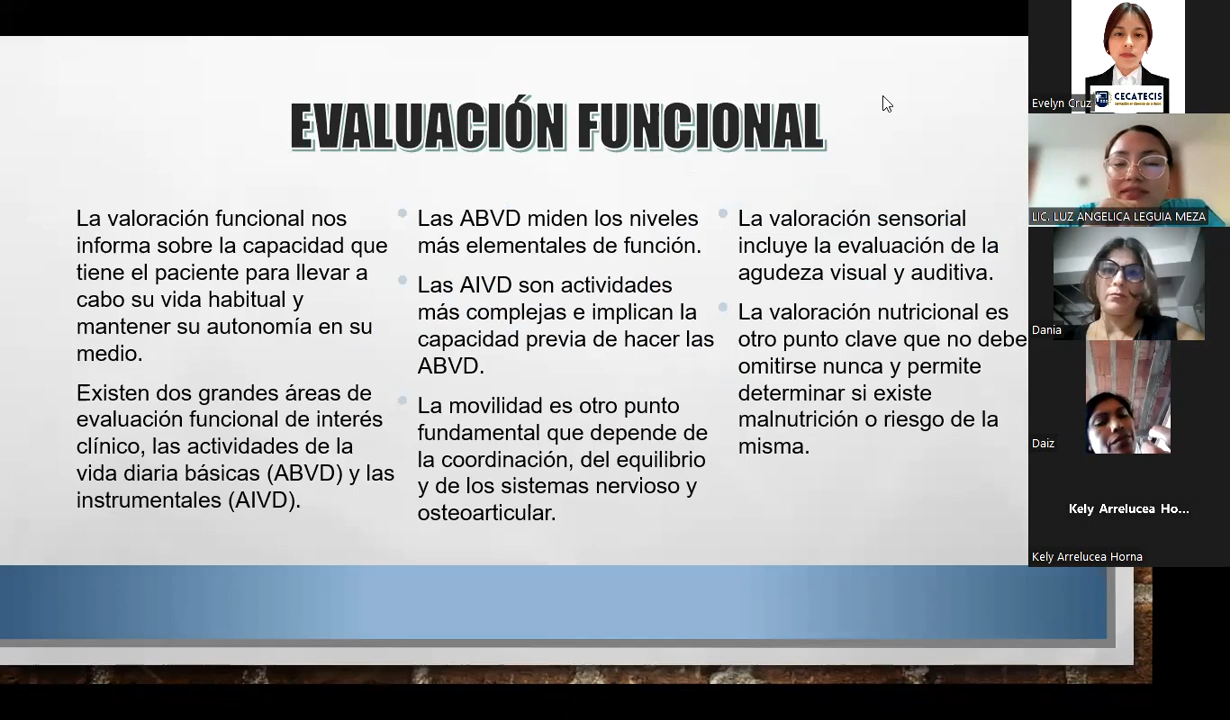 EVALUACIÓN FUNCIONAL
La valoración funcional nos
informa sobre la capacidad que
tiene el paciente para llevar a
cabo su vida habitual y
mantener su autonomía en su
medio.
Existen dos grandes áreas de
evaluación funcional de interés
clínico, las actividades de la
vida diaria básicas (ABVD) y las
instrumentales (AIVD).
Las ABVD miden los niveles
más elementales de función.
Las AIVD son actividades
más complejas e implican la
capacidad previa de hacer las
ABVD.
La movilidad es otro punto
fundamental que depende de
la coordinación, del equilibrio
y de los sistemas nervioso y
osteoarticular.
La valoración sensorial
incluye la evaluación de la
agudeza visual y auditiva.
La valoración nutricional es
otro punto clave que no debe
omitirse nunca y permite
determinar si existe
malnutrición o riesgo de la
misma.
CECATECIS
Evelyn Cruz
LIC. LUZ ANGELICA LEGUIA MEZA
Dania
Daiz
Kely Arrelucea Ho...
Kely Arrelucea Horna